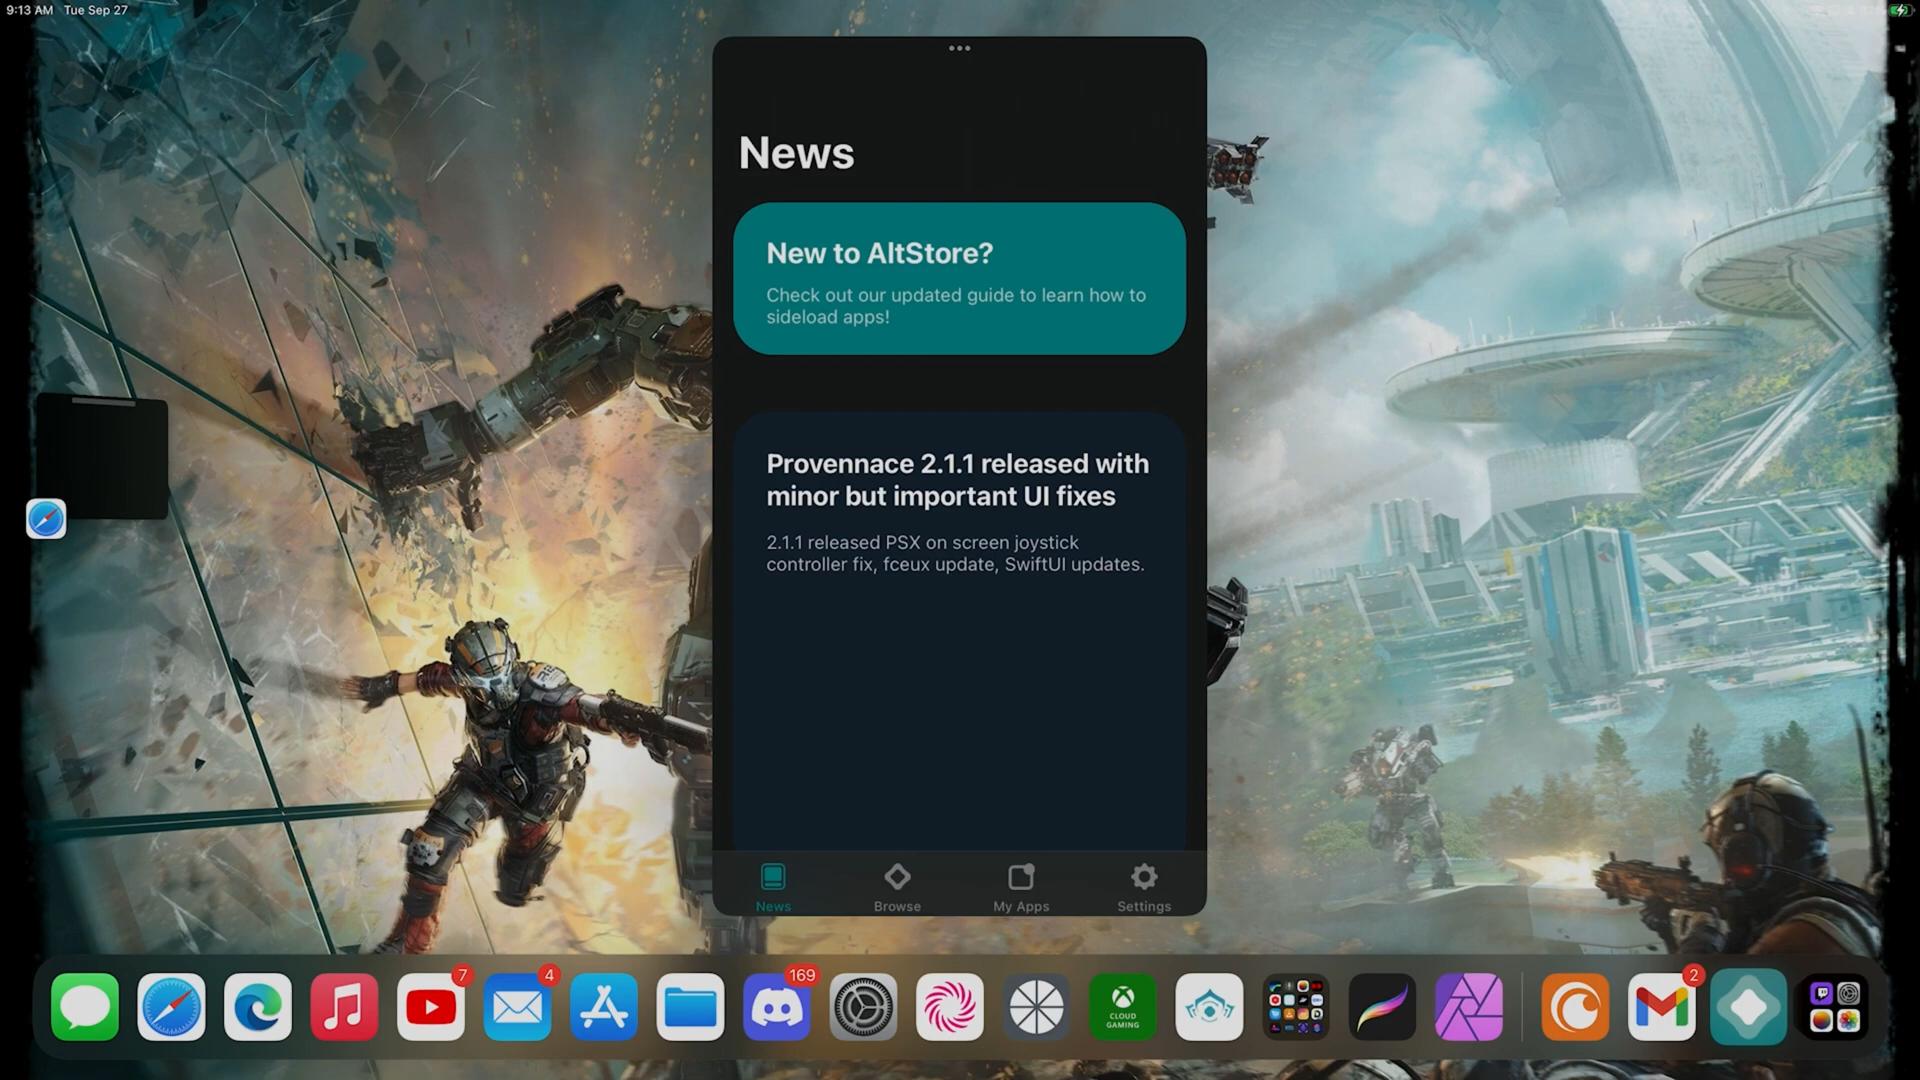 9:13 AM Tue Sep 27
News
New to AltStore?
Check out our updated guide to learn how to
sideload apps!
Provennace 2.1.1 released with
minor but important UI fixes
2.1.1 released PSX on screen joystick
controller fix, fceux update, SwiftUI updates.
News
Browse
My Apps
Settings
7
4
169
2
CLOUD
GAMING